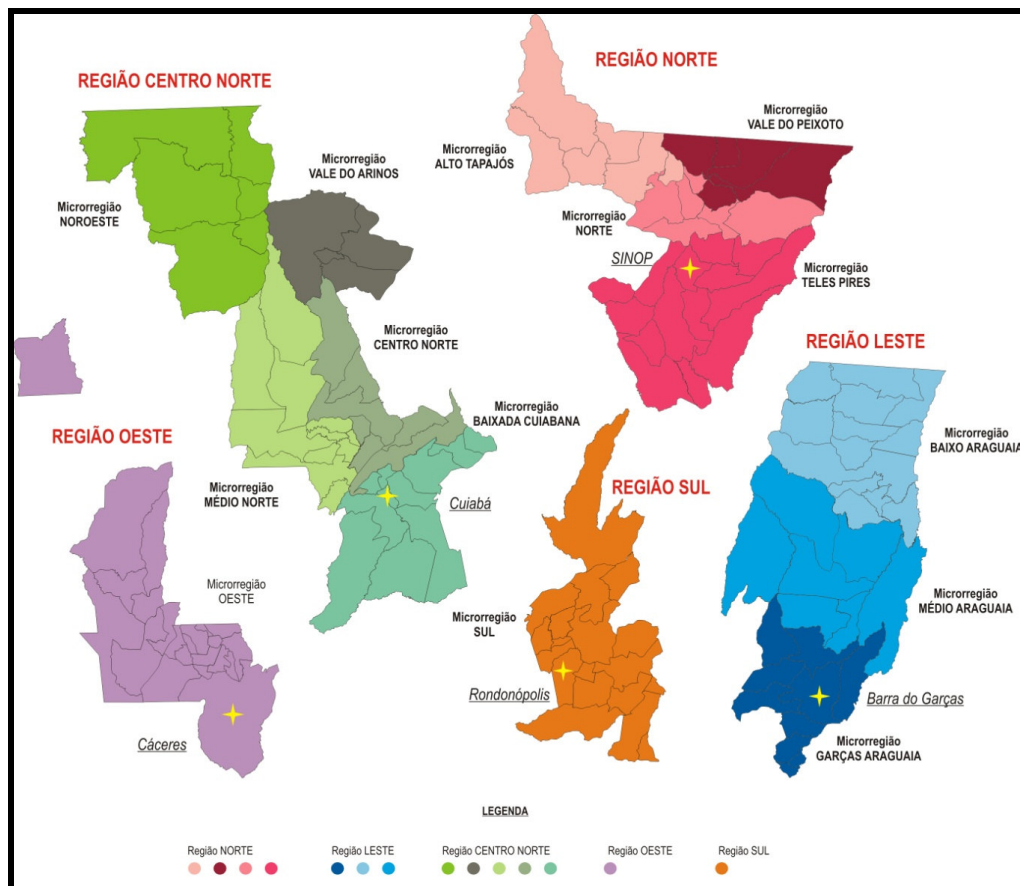 REGIÃO CENTRO NORTE
Microrregião
VALE DO ARINOS
Microrregião
NOROESTE
Microrregião
CENTRO NORTE
Microrregião
BAIXADA CUIABANA
Microrregião
MÉDIO NORTE
Cuiabá
REGIÃO NORTE
Microrregião
VALE DO PEIXOTO
Microrregião
ALTO TAPAJÓS
Microrregião
NORTE
SINOP
Microrregião
TELES PIRES
REGIÃO OESTE
Microrregião
OESTE
Cáceres
REGIÃO SUL
Microrregião
SUL
Rondonópolis
REGIÃO LESTE
Microrregião
BAIXO ARAGUAIA
Microrregião
MÉDIO ARAGUAIA
Barra do Garças
Microrregião
GARÇAS ARAGUAIA
LEGENDA
Região NORTE
Região LESTE
Região CENTRO NORTE
Região OESTE
Região SUL